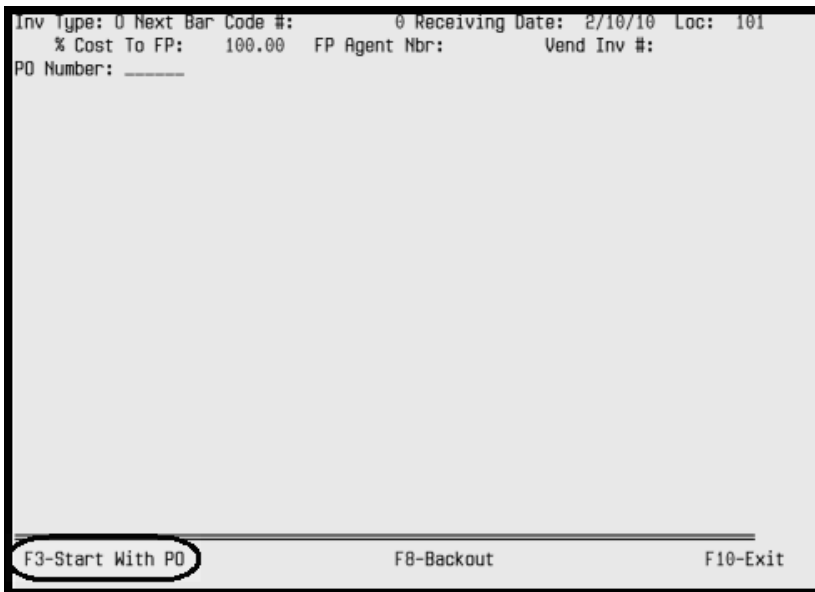 Inv Type: O Next Bar Code #: 0 Receiving Date: 2/10/10 Loc: 101
% Cost To FP: 100.00 FP Agent Nbr: Vend Inv #:
PO Number: ______
F3-Start With PO F8-Backout F10-Exit